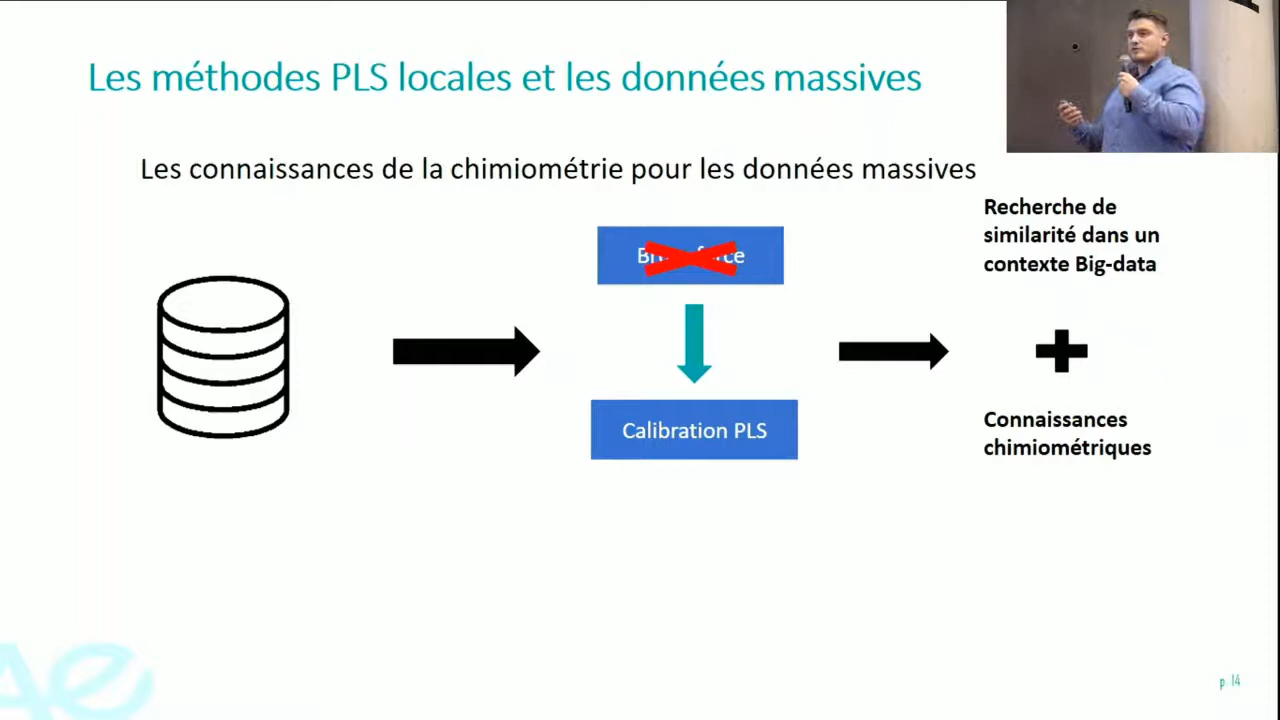 Les méthodes PLS locales et les données massives
Les connaissances de la chimiométrie pour les données massives
Recherche de
similarité dans un
contexte Big-data
Calibration PLS
Connaissances
chimiométriques
p 14